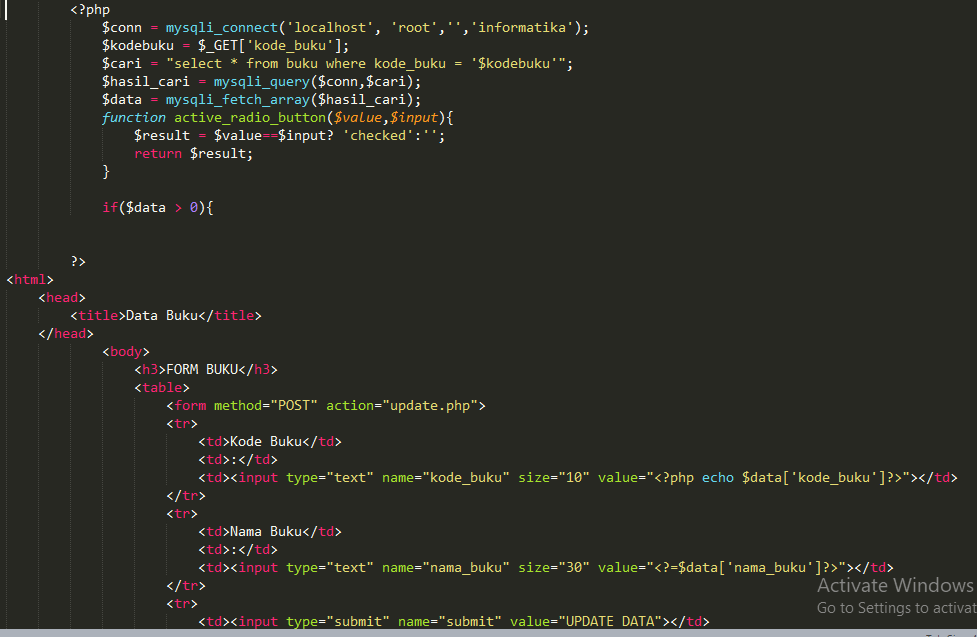 <?php
$conn = mysqli_connect('localhost', 'root','','informatika');
$kodebuku = $_GET['kode_buku'];
$cari = "select * from buku where kode_buku = '$kodebuku'";
$hasil_cari = mysqli_query($conn,$cari);
$data = mysqli_fetch_array($hasil_cari);
function active_radio_button($value,$input){
$result = $value==$input? 'checked':'';
return $result;
}
if($data > 0){
?>
<html>
<head>
<title>Data Buku</title>
</head>
<body>
<h3>FORM BUKU</h3>
<table>
<form method="POST" action="update.php">
<tr>
<td>Kode Buku</td>
<td>:</td>
<td><input type="text" name="kode_buku" size="10" value="<?php echo $data['kode_buku']?>"></td>
</tr>
<tr>
<td>Nama Buku</td>
<td>:</td>
<td><input type="text" name="nama_buku" size="30" value="<?=$data['nama_buku']?>"></td>
</tr>
<tr>
<td><input type="submit" name="submit" value="UPDATE DATA"></td>
Activate Windows
Go to Settings to activat